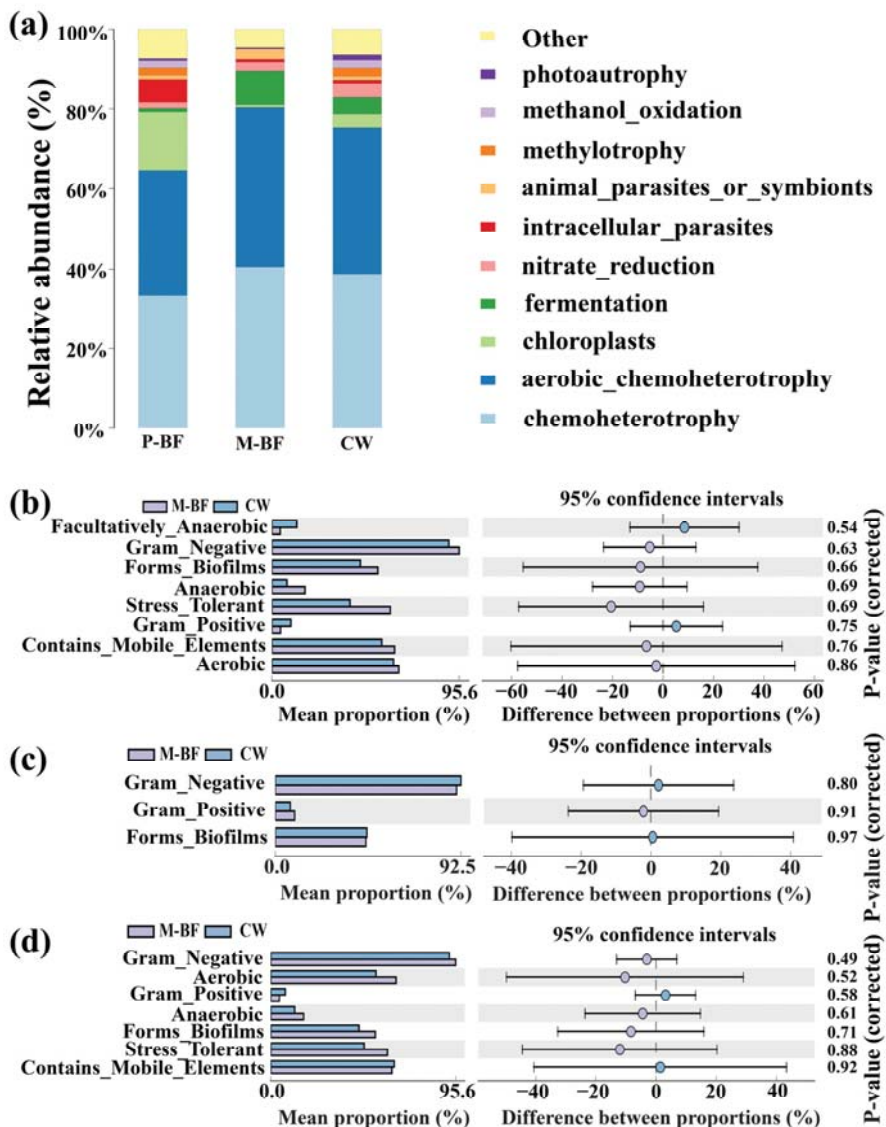 (a)
Relative abundance (%)
100%
80%
60%
40%
20%
0%
P-BF M-BF CW
Other
photoautrophy
methanol_oxidation
methylotrophy
animal_parasites_or_symbionts
intracellular_parasites
nitrate_reduction
fermentation
chloroplasts
aerobic_chemoheterotrophy
chemoheterotrophy
(b)
M-BF CW
95% confidence intervals
Facultatively_Anaerobic 0.54
Gram_Negative 0.63
Forms_Biofilms 0.66
Anaerobic 0.69
Stress_Tolerant 0.69
Gram_Positive 0.75
Contains_Mobile_Elements 0.76
Aerobic 0.86
0.0 95.6 −60 −40 −20 0 20 40 60
Mean proportion (%) Difference between proportions (%)
P-value (corrected)
(c)
M-BF CW
95% confidence intervals
Gram_Negative 0.80
Gram_Positive 0.91
Forms_Biofilms 0.97
0.0 92.5 −40 −20 0 20 40
Mean proportion (%) Difference between proportions (%)
P-value (corrected)
(d)
M-BF CW
95% confidence intervals
Gram_Negative 0.49
Aerobic 0.52
Gram_Positive 0.58
Anaerobic 0.61
Forms_Biofilms 0.71
Stress_Tolerant 0.88
Contains_Mobile_Elements 0.92
0.0 95.6 −40 −20 0 20 40
Mean proportion (%) Difference between proportions (%)
P-value (corrected)